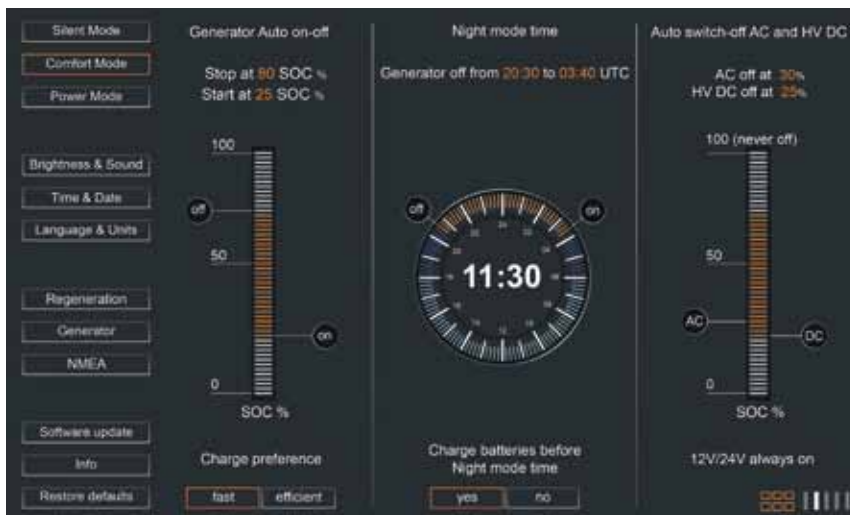 Silent Mode
Comfort Mode
Power Mode
Brightness & Sound
Time & Date
Language & Units
Regeneration
Generator
NMEA
Software update
Info
Restore defaults
Generator Auto on-off
Stop at 80 SOC %
Start at 25 SOC %
100
off
50
on
0
SOC %
Charge preference
fast
efficient
Night mode time
Generator off from 20:30 to 03:40 UTC
off
on
24
11:30
12
Charge batteries before
Night mode time
yes
no
Auto switch-off AC and HV DC
AC off at 30%
HV DC off at 25%
100 (never off)
50
AC
DC
0
SOC %
12V/24V always on